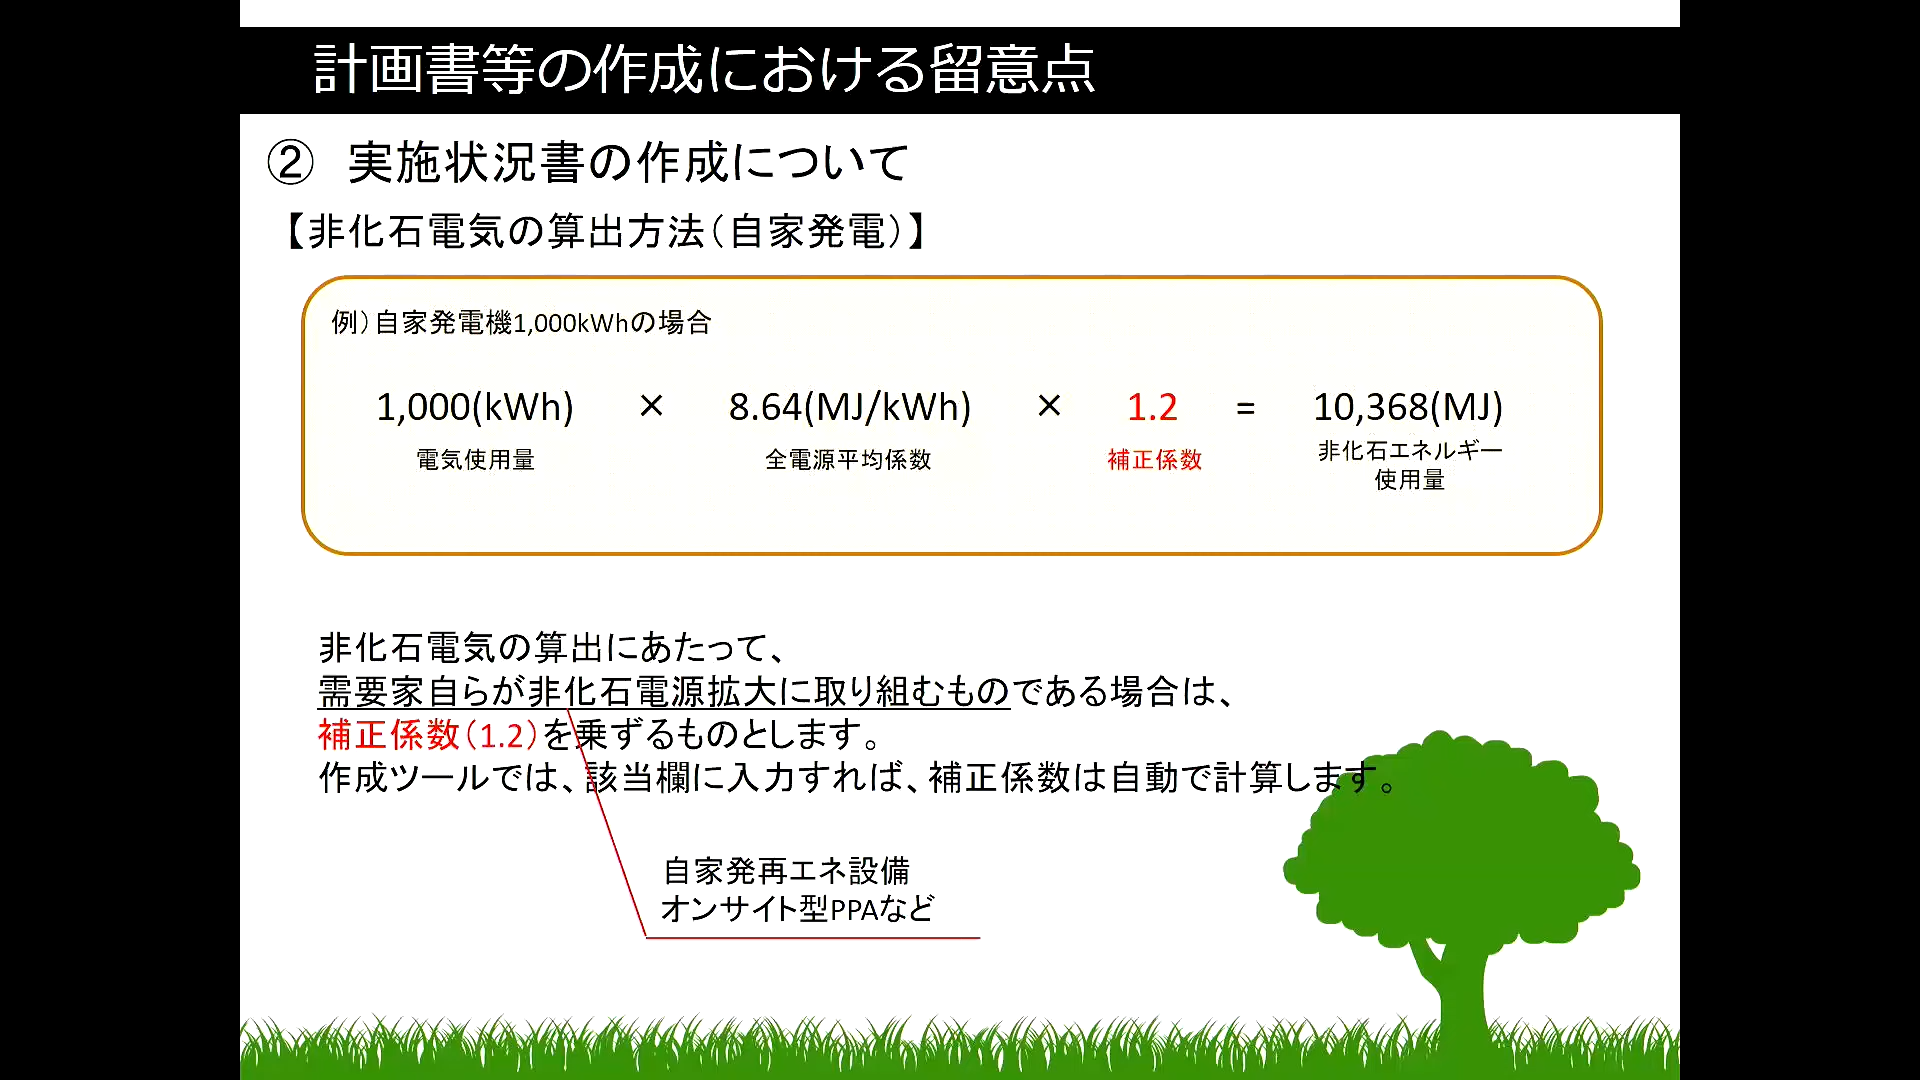 計画書等の作成における留意点
② 実施状況書の作成について
【非化石電気の算出方法（自家発電）】
例）自家発電機1,000kWhの場合
1,000(kWh) × 8.64(MJ/kWh) × 1.2 = 10,368(MJ)
電気使用量 全電源平均係数 補正係数 非化石エネルギー
使用量
非化石電気の算出にあたって、
需要家自らが非化石電源拡大に取り組むものである場合は、
補正係数（1.2）を乗ずるものとします。
作成ツールでは、該当欄に入力すれば、補正係数は自動で計算します。
自家発再エネ設備
オンサイト型PPAなど